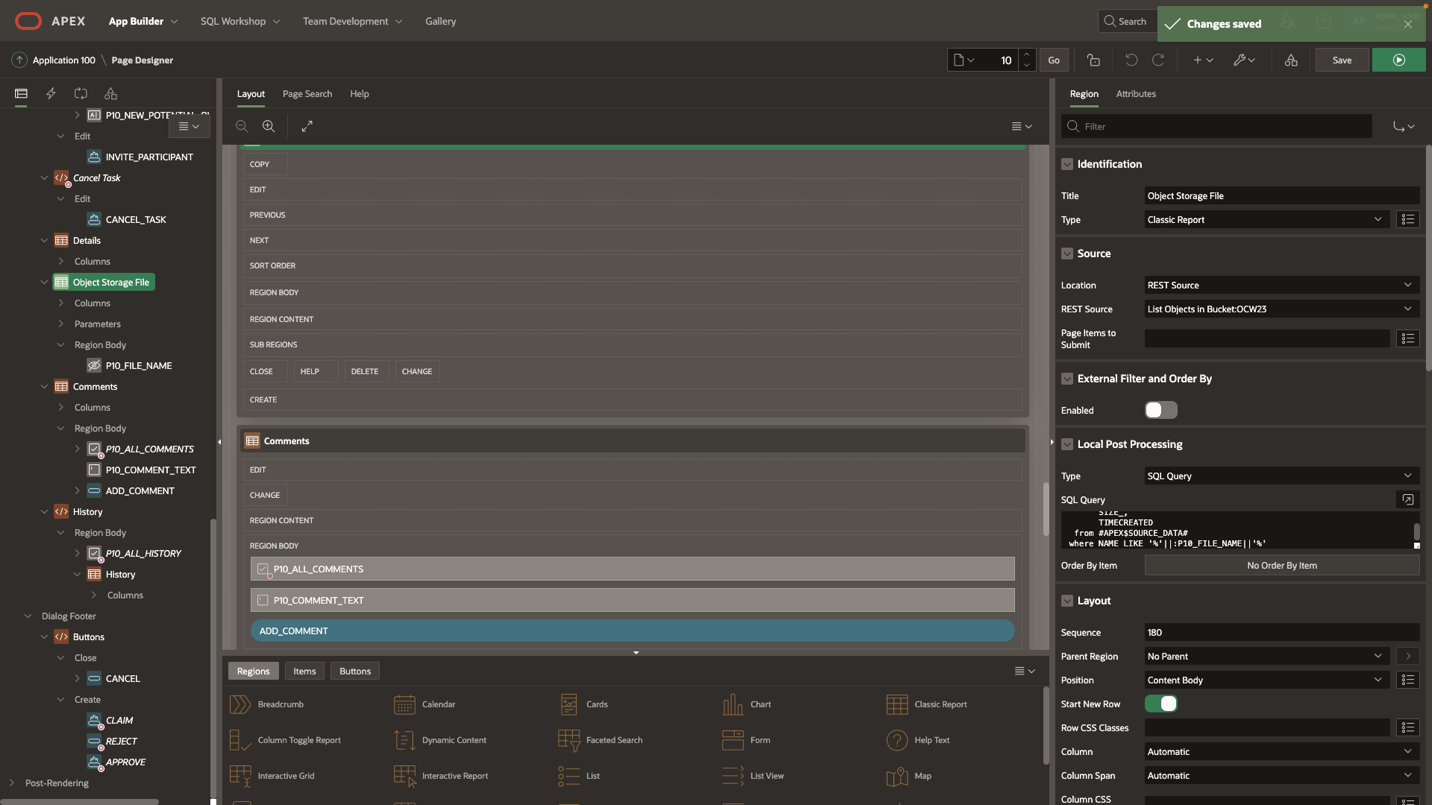 APEX
App Builder
SQL Workshop
Team Development
Gallery
Search
Changes saved
Application 100 \ Page Designer
10
Go
Save
Layout
Page Search
Help
Region
Attributes
Filter
Edit
INVITE_PARTICIPANT
Cancel Task
Edit
CANCEL_TASK
Details
Columns
Object Storage File
Columns
Parameters
Region Body
P10_FILE_NAME
Comments
Columns
Region Body
P10_ALL_COMMENTS
P10_COMMENT_TEXT
ADD_COMMENT
History
Region Body
P10_ALL_HISTORY
History
Columns
Dialog Footer
Buttons
Close
CANCEL
Create
CLAIM
REJECT
APPROVE
Post-Rendering
COPY
EDIT
PREVIOUS
NEXT
SORT ORDER
REGION BODY
REGION CONTENT
SUB REGIONS
CLOSE
HELP
DELETE
CHANGE
CREATE
Comments
EDIT
CHANGE
REGION CONTENT
REGION BODY
P10_ALL_COMMENTS
P10_COMMENT_TEXT
ADD_COMMENT
Regions
Items
Buttons
Breadcrumb
Calendar
Cards
Chart
Classic Report
Column Toggle Report
Dynamic Content
Faceted Search
Form
Help Text
Interactive Grid
Interactive Report
List
List View
Map
Identification
Title
Object Storage File
Type
Classic Report
Source
Location
REST Source
REST Source
List Objects in Bucket:OCW23
Page Items to
Submit
External Filter and Order By
Enabled
Local Post Processing
Type
SQL Query
SQL Query
SIZE_,
TIMECREATED
from #APEX$SOURCE_DATA#
where NAME LIKE '%'||:P10_FILE_NAME||'%'
Order By Item
No Order By Item
Layout
Sequence
180
Parent Region
No Parent
Position
Content Body
Start New Row
Row CSS Classes
Column
Automatic
Column Span
Automatic
Column CSS